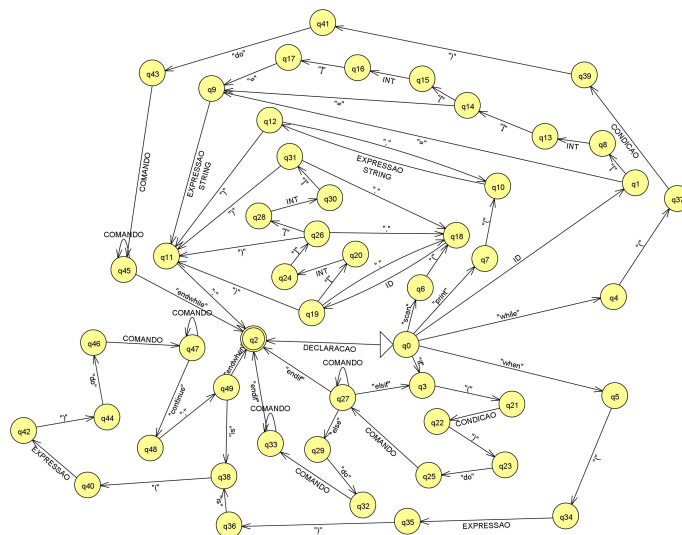 q41
")"
"do"
q43
q17
"["
q16
INT
q15
"]"
q14
q39
"="
q9
"="
"["
q13
INT
q8
"["
q1
CONDICAO
q37
"="
q12
","
EXPRESSAO
STRING
q10
EXPRESSAO
STRING
q31
"]"
INT
q30
q28
"["
q26
"]"
q24
INT
q20
"["
q19
","
","
","
ID
")"
")"
")"
")"
q18
"("
q6
"scan"
"("
q7
"print"
ID
"("
q4
"while"
COMANDO
COMANDO
q45
q11
"endwhile"
q2
DECLARACAO
q0
q46
COMANDO
COMANDO
q47
"do"
"continue"
"endwhen"
q49
"endif"
COMANDO
q33
"endif"
COMANDO
q27
"elsif"
q3
"("
q21
"when"
q5
"else"
q22
CONDICAO
q42
")"
q44
q48
"is"
q29
"do"
")"
COMANDO
EXPRESSAO
q40
"("
q38
COMANDO
q32
q25
"do"
q23
"("
"is"
q36
")"
q35
EXPRESSAO
q34